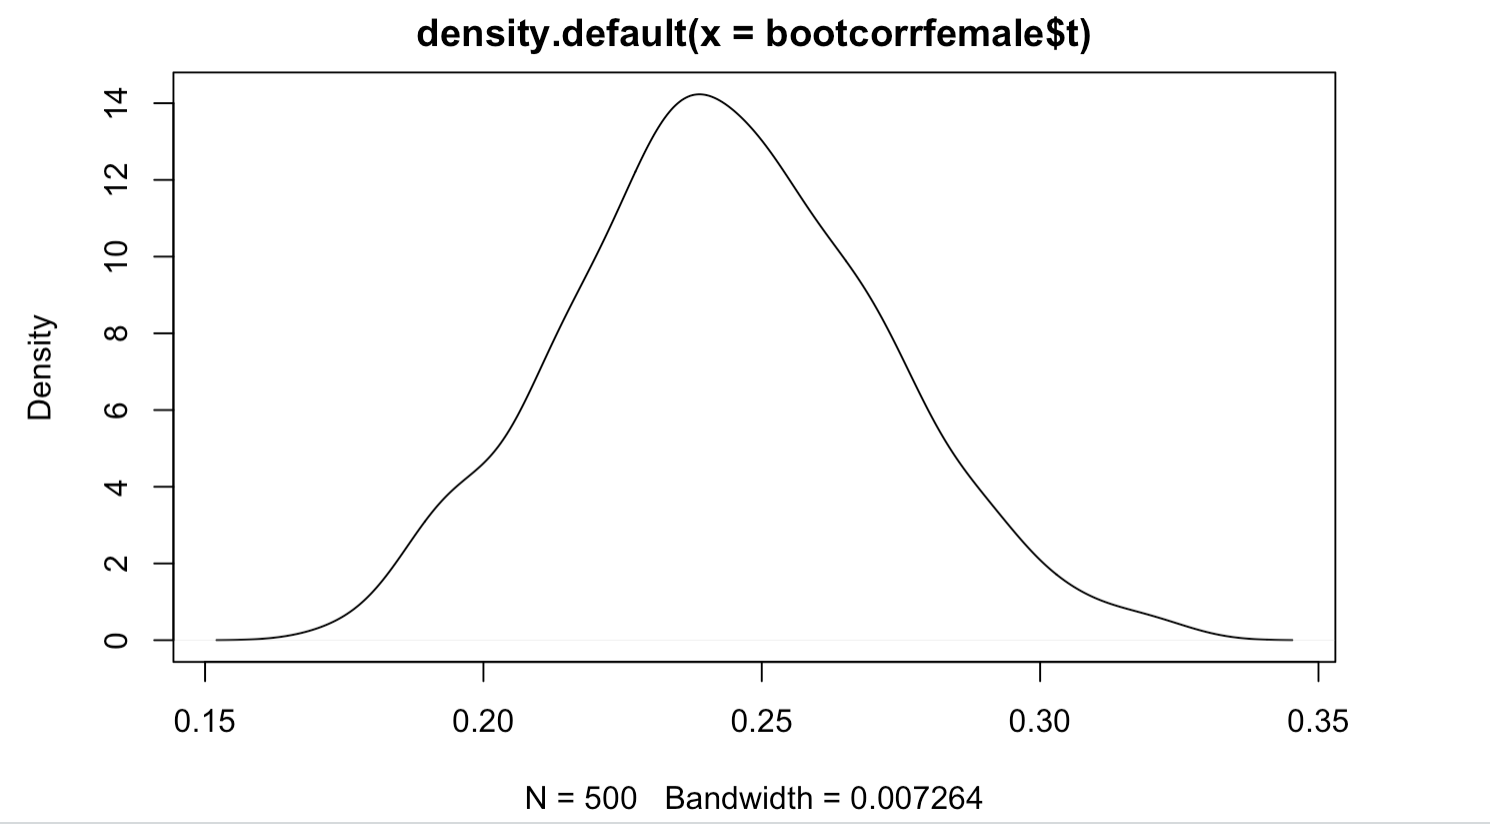 density.default(x = bootcorrfemale$t)
Density
14
12
10
8
6
4
2
0
0.15 0.20 0.25 0.30 0.35
N = 500 Bandwidth = 0.007264